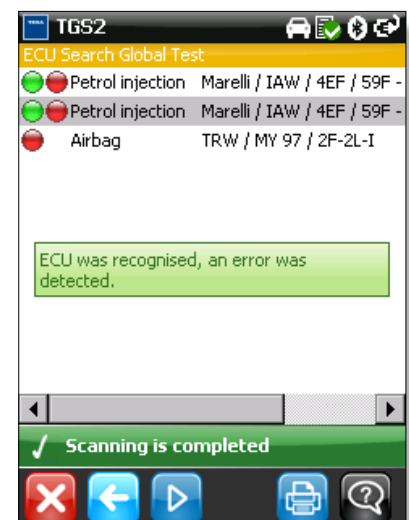 TEXA TGS2
ECU Search Global Test
Petrol injection Marelli / IAW / 4EF / 59F -
Petrol injection Marelli / IAW / 4EF / 59F -
Airbag TRW / MY 97 / 2F-2L-I
ECU was recognised, an error was
detected.
Scanning is completed